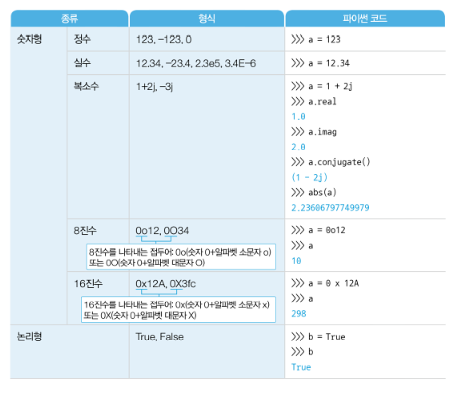 종류 형식 파이썬 코드
숫자형 정수 123, -123, 0 >>> a = 123
실수 12.34, -23.4, 2.3e5, 3.4E-6 >>> a = 12.34
복소수 1+2j, -3j >>> a = 1 + 2j
>>> a.real
1.0
>>> a.imag
2.0
>>> a.conjugate()
(1 - 2j)
>>> abs(a)
2.23606797749979
8진수 0o12, 0O34 >>> a = 0o12
>>> a
10
8진수를 나타내는 접두어: 0o(숫자 0+알파벳 소문자 o)
또는 0O(숫자 0+알파벳 대문자 O)
16진수 0x12A, 0X3fc >>> a = 0 x 12A
>>> a
298
16진수를 나타내는 접두어: 0x(숫자 0+알파벳 소문자 x)
또는 0X(숫자 0+알파벳 대문자 X)
논리형 True, False >>> b = True
>>> b
True